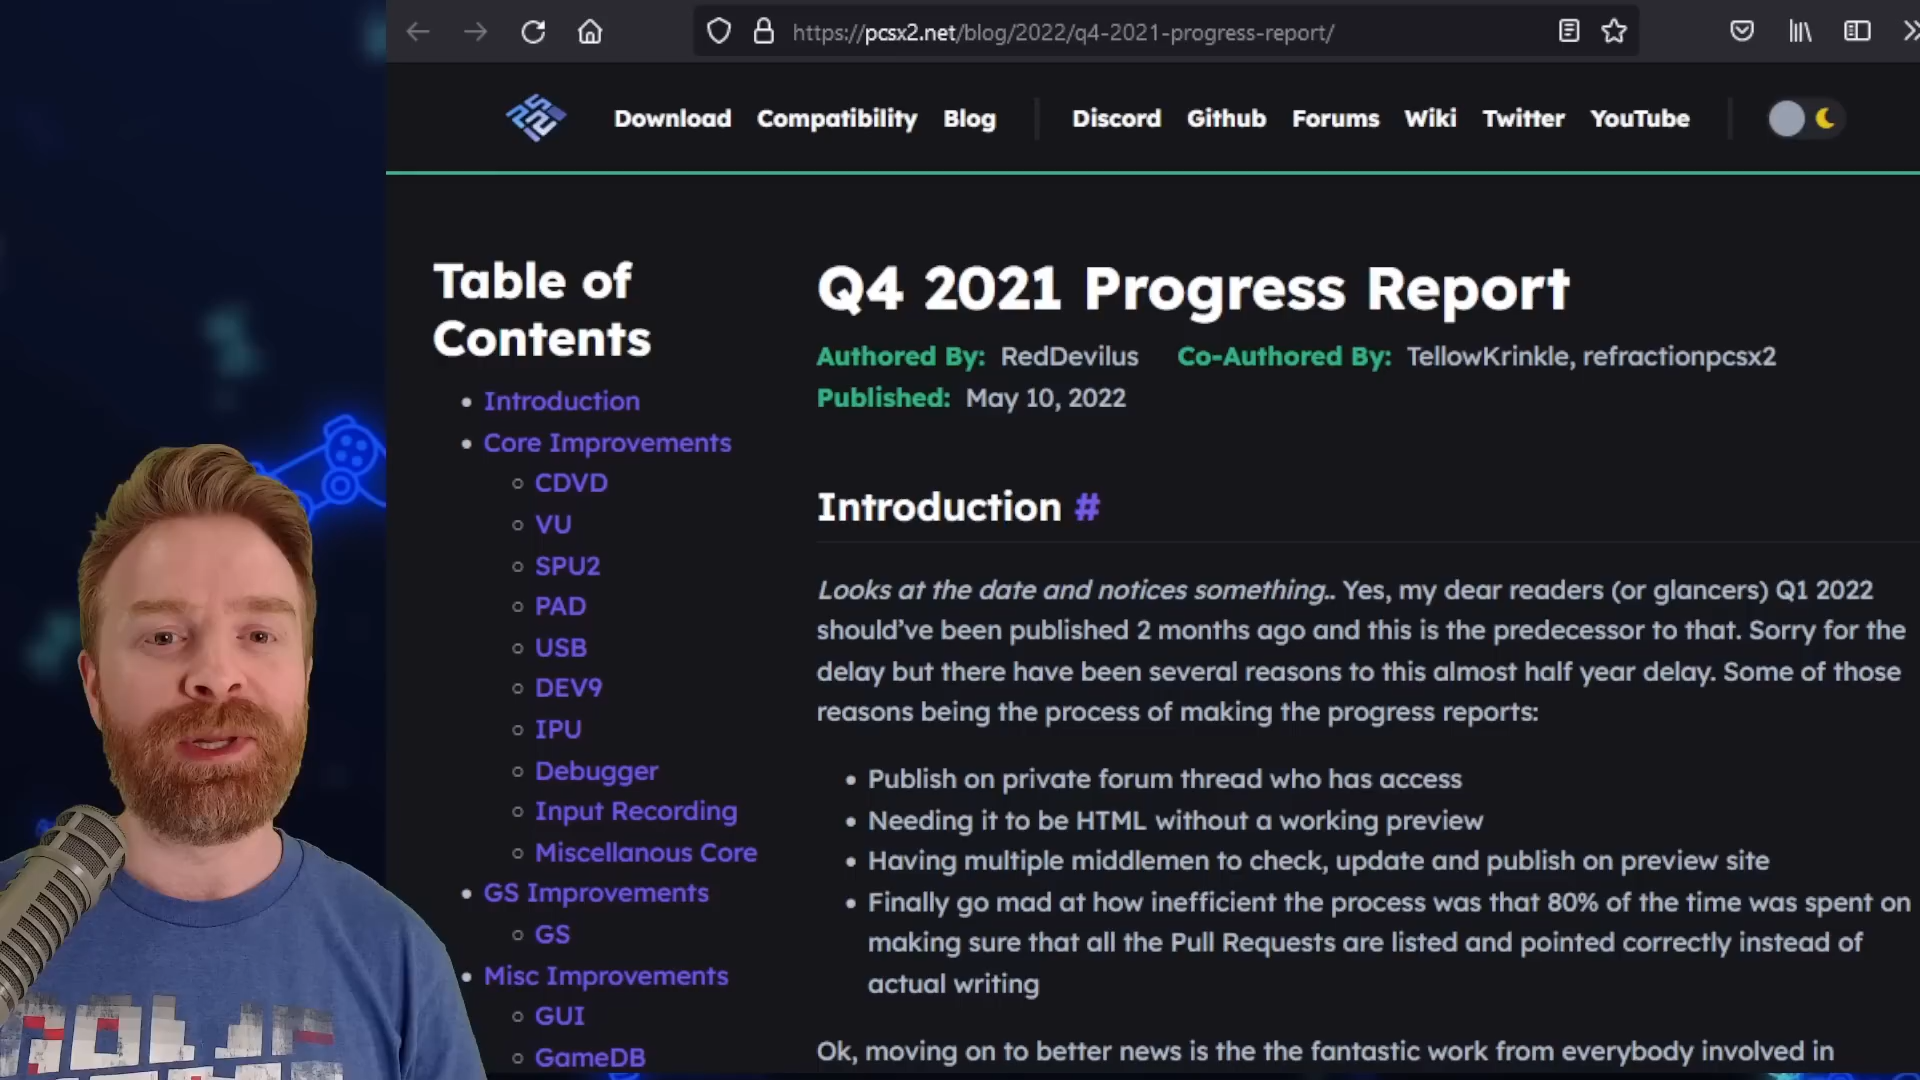 https://pcsx2.net/blog/2022/q4-2021-progress-report/
Download Compatibility Blog Discord Github Forums Wiki Twitter YouTube
Table of
Contents
• Introduction
• Core Improvements
○ CDVD
○ VU
○ SPU2
○ PAD
○ USB
○ DEV9
○ IPU
○ Debugger
○ Input Recording
○ Miscellanous Core
• GS Improvements
○ GS
• Misc Improvements
○ GUI
○ GameDB
Q4 2021 Progress Report
Authored By: RedDevilus Co-Authored By: TellowKrinkle, refractionpcsx2
Published: May 10, 2022
Introduction #
Looks at the date and notices something.. Yes, my dear readers (or glancers) Q1 2022
should’ve been published 2 months ago and this is the predecessor to that. Sorry for the
delay but there have been several reasons to this almost half year delay. Some of those
reasons being the process of making the progress reports:
• Publish on private forum thread who has access
• Needing it to be HTML without a working preview
• Having multiple middlemen to check, update and publish on preview site
• Finally go mad at how inefficient the process was that 80% of the time was spent on
making sure that all the Pull Requests are listed and pointed correctly instead of
actual writing
Ok, moving on to better news is the the fantastic work from everybody involved in